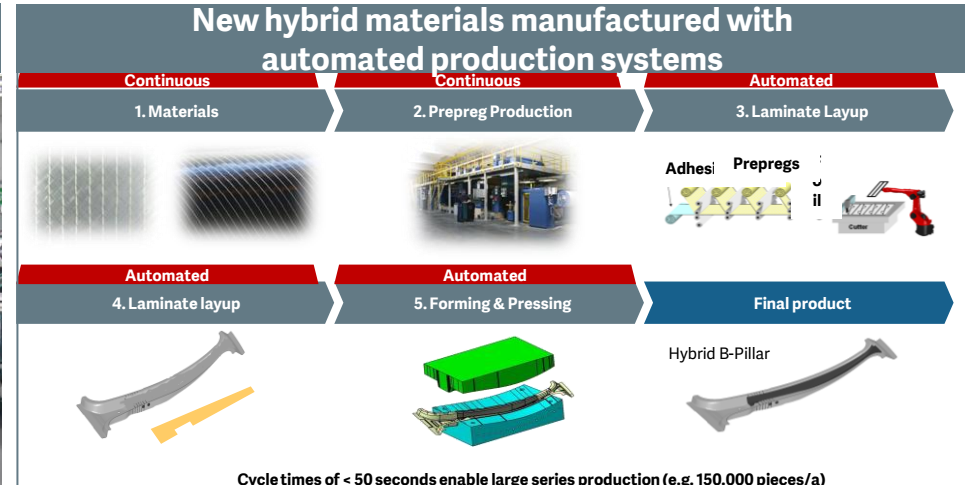 New hybrid materials manufactured with
automated production systems
Continuous
Continuous
Automated
1. Materials
2. Prepreg Production
3. Laminate Layup
Prepregs
Cutter
Automated
Automated
4. Laminate layup
5. Forming & Pressing
Final product
Hybrid B-Pillar
Cycle times of < 50 seconds enable large series production (e.g. 150.000 pieces/a)